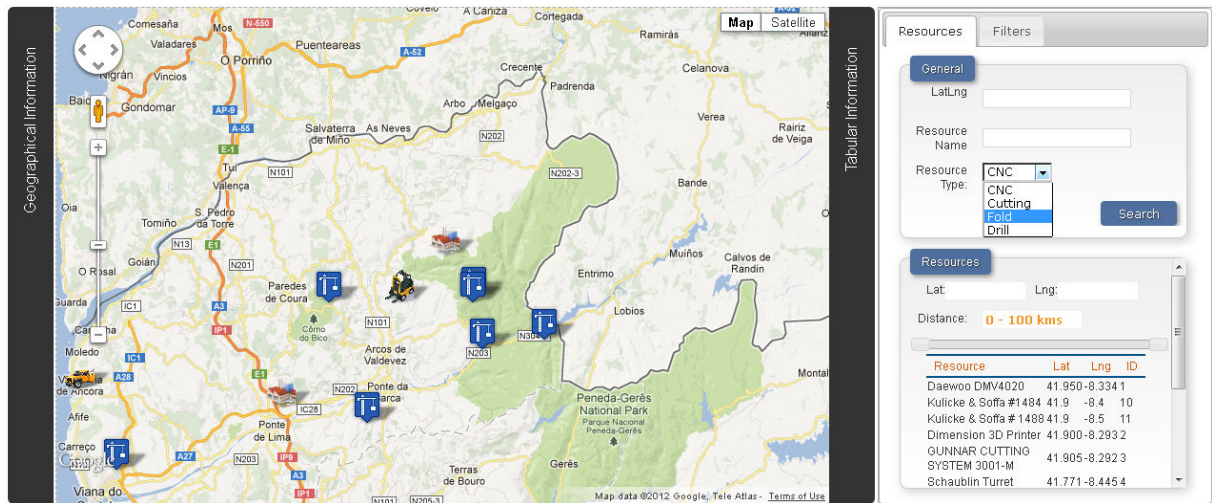 Geographical Information
Covelo
A Caniza
Cortegada
Comesaña
Mos
N-550
Valadares
Puenteareas
A-52
Ramirás
Map
Satellite
O Porriño
Nigrán
Vincios
Crecente
Padrenda
Celanova
Gondomar
AP-9
A-55
Arbo
Melgaço
Verea
Salvaterra de Miño
As Neves
N202
Rairiz de Veiga
E-1
Tui
N101
N202-3
Valença
Bande
Oia
S. Pedro da Torre
Tomiño
N13
E1
Muíños
Calvos de Randin
Goián
N201
O Rosal
Entrimo
Paredes de Coura
A3
IC1
Lobios
IP1
Côrno do Bico
N101
N304
N203
Moledo
IC1
Arcos de Valdevez
A28
E1
N202
Ponte da Barca
IC28
Peneda-Gerês National Park
Parque Nacional Peneda-Gerês
Afife
Ponte de Lima
Carreço
A27
N203
IP9
A3
Terras de Bouro
Gerês
Google
Viana do
N101
N205-3
Map data ©2012 Google, Tele Atlas - Terms of Use
Tabular Information
Resources
Filters
General
LatLng
Resource Name
Resource Type:
CNC
CNC
Cutting
Fold
Drill
Search
Resources
Lat:
Lng:
Distance:
0 - 100 kms
Resource Lat Lng ID
Daewoo DMV4020 41.950 -8.334 1
Kulicke & Soffa #1484 41.9 -8.4 10
Kulicke & Soffa # 1488 41.9 -8.5 11
Dimension 3D Printer 41.900 -8.293 2
GUNNAR CUTTING
SYSTEM 3001-M 41.905 -8.292 3
Schaublin Turret 41.771 -8.445 4